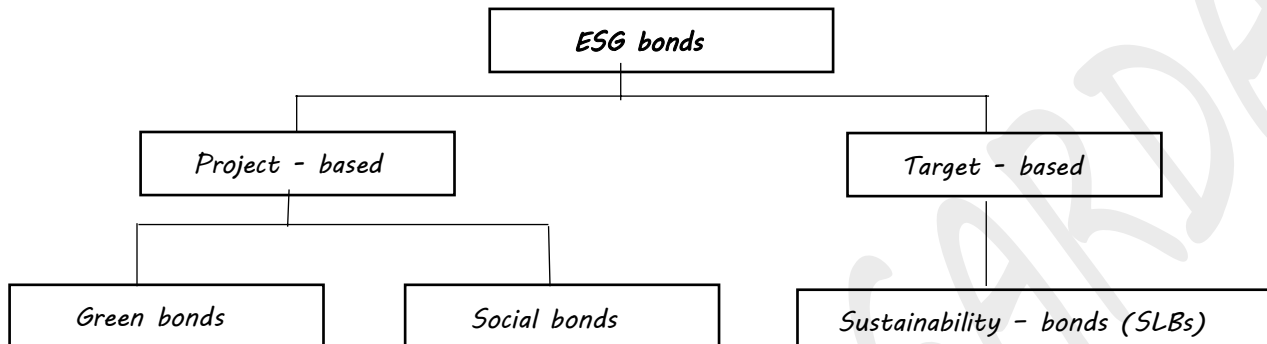 ESG bonds
Project - based
Target - based
Green bonds
Social bonds
Sustainability - bonds (SLBs)